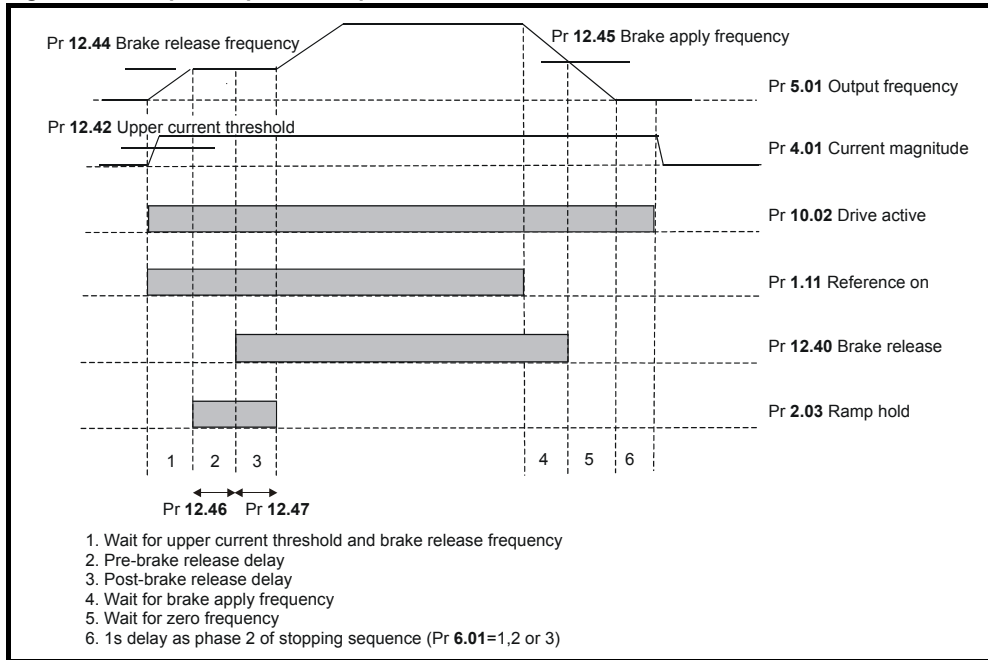 Pr 12.44 Brake release frequency
Pr 12.45 Brake apply frequency
Pr 5.01 Output frequency
Pr 12.42 Upper current threshold
Pr 4.01 Current magnitude
Pr 10.02 Drive active
Pr 1.11 Reference on
Pr 12.40 Brake release
Pr 2.03 Ramp hold
1 2 3 4 5 6
Pr 12.46 Pr 12.47
1. Wait for upper current threshold and brake release frequency
2. Pre-brake release delay
3. Post-brake release delay
4. Wait for brake apply frequency
5. Wait for zero frequency
6. 1s delay as phase 2 of stopping sequence (Pr 6.01=1,2 or 3)